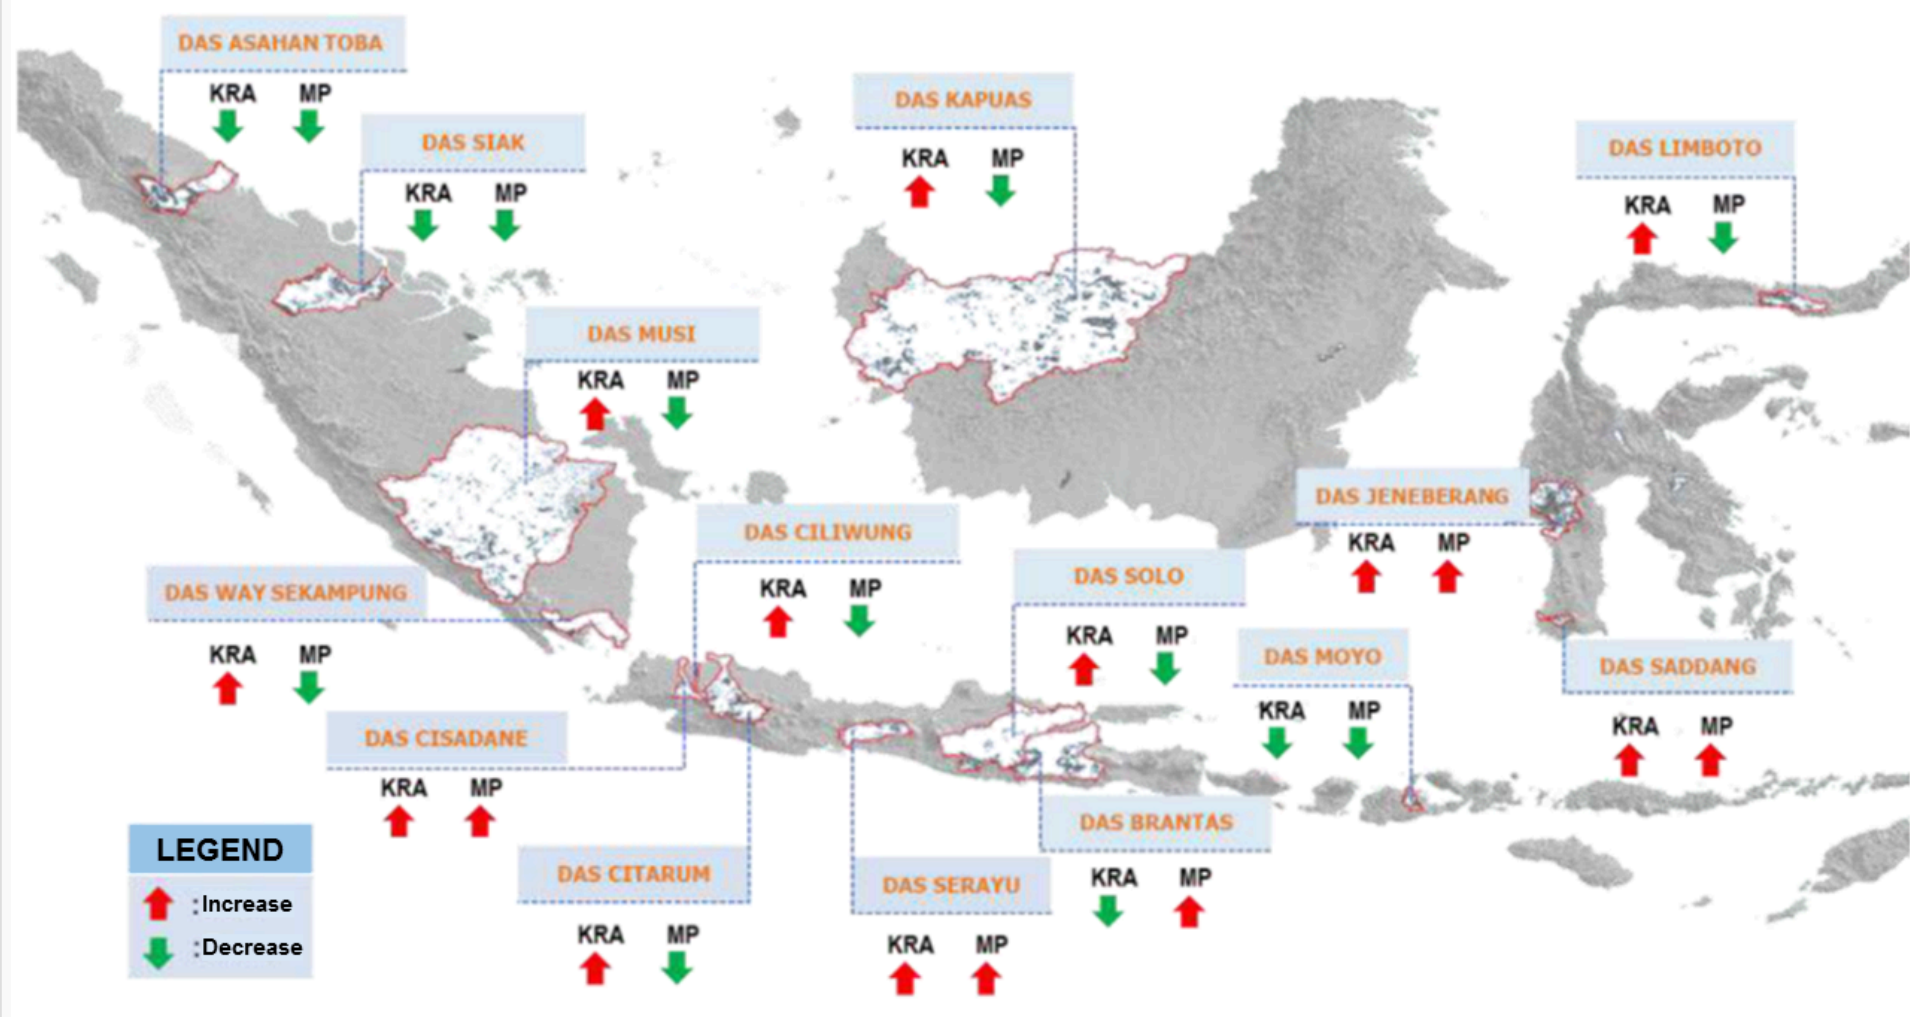 DAS ASAHAN TOBA
KRA MP
DAS SIAK
KRA MP
DAS KAPUAS
KRA MP
DAS LIMBOTO
KRA MP
DAS MUSI
KRA MP
DAS JENEBERANG
KRA MP
DAS CILIWUNG
KRA MP
DAS SOLO
KRA MP
DAS WAY SEKAMPUNG
KRA MP
DAS MOYO
KRA MP
DAS SADDANG
KRA MP
DAS CISADANE
KRA MP
DAS BRANTAS
KRA MP
DAS CITARUM
KRA MP
DAS SERAYU
KRA MP
LEGEND
:Increase
:Decrease